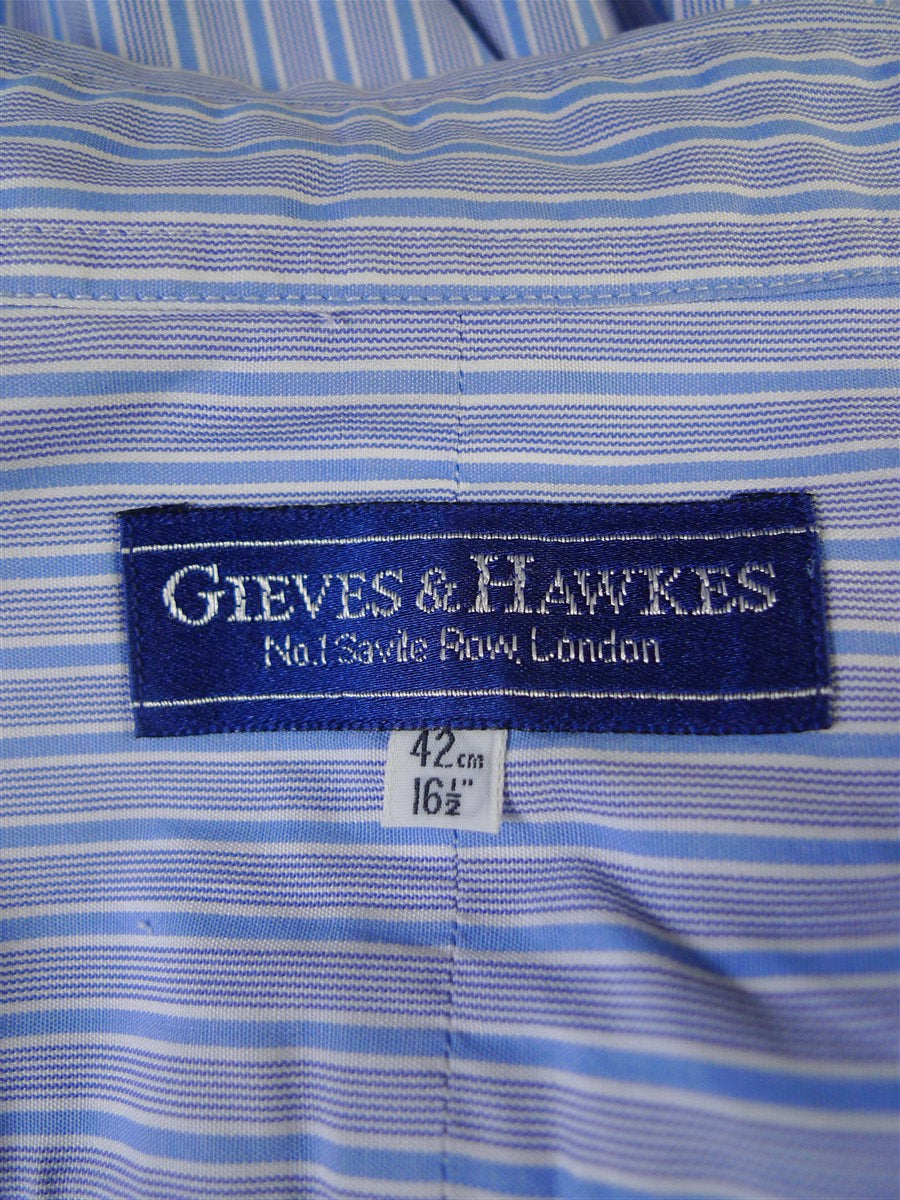 GIEVES & HAWKES
No.1 Savile Row, London
42cm
16½"